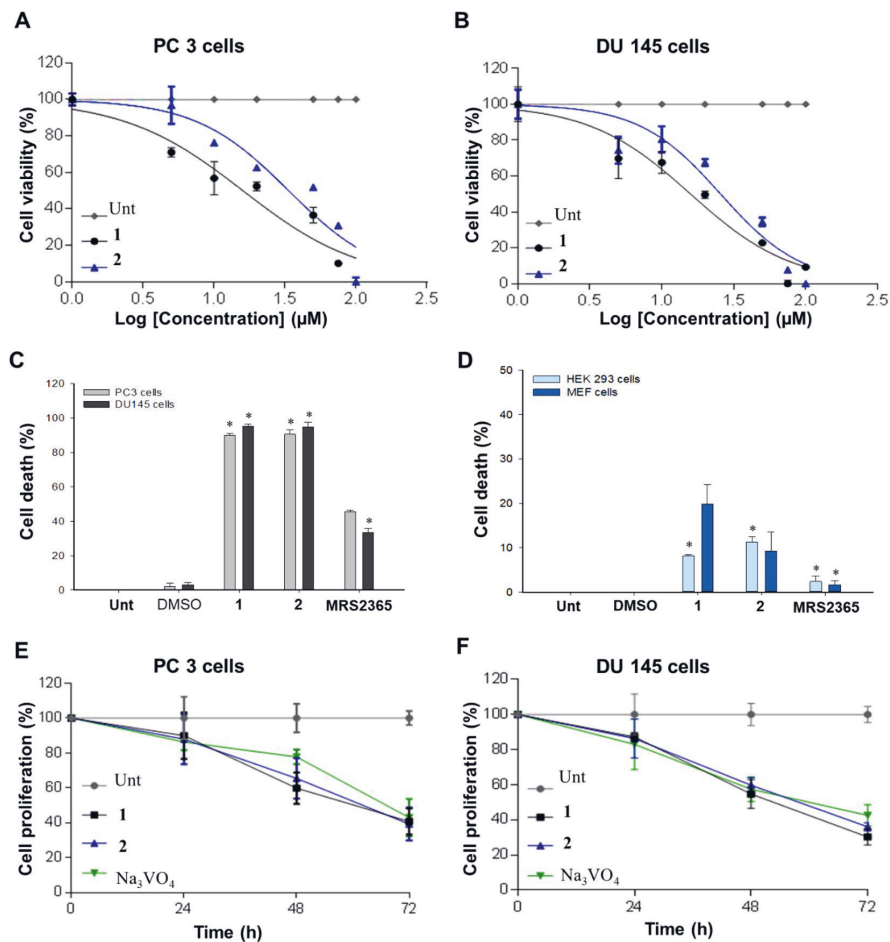 A
PC 3 cells
Cell viability (%)
120
100
80
60
40
20
0
Unt
1
2
0.0
0.5
1.0
1.5
2.0
2.5
Log [Concentration] (µM)
B
DU 145 cells
Cell viability (%)
120
100
80
60
40
20
0
Unt
1
2
0.0
0.5
1.0
1.5
2.0
2.5
Log [Concentration] (µM)
C
Cell death (%)
120
100
80
60
40
20
0
PC3 cells
DU145 cells
* * * * *
Unt DMSO 1 2 MRS2365
D
Cell death (%)
50
40
30
20
10
0
HEK 293 cells
MEF cells
* * * *
Unt DMSO 1 2 MRS2365
E
PC 3 cells
Cell proliferation (%)
120
100
80
60
40
20
0
Unt
1
2
Na₃VO₄
0 24 48 72
Time (h)
F
DU 145 cells
Cell proliferation (%)
120
100
80
60
40
20
0
Unt
1
2
Na₃VO₄
0 24 48 72
Time (h)